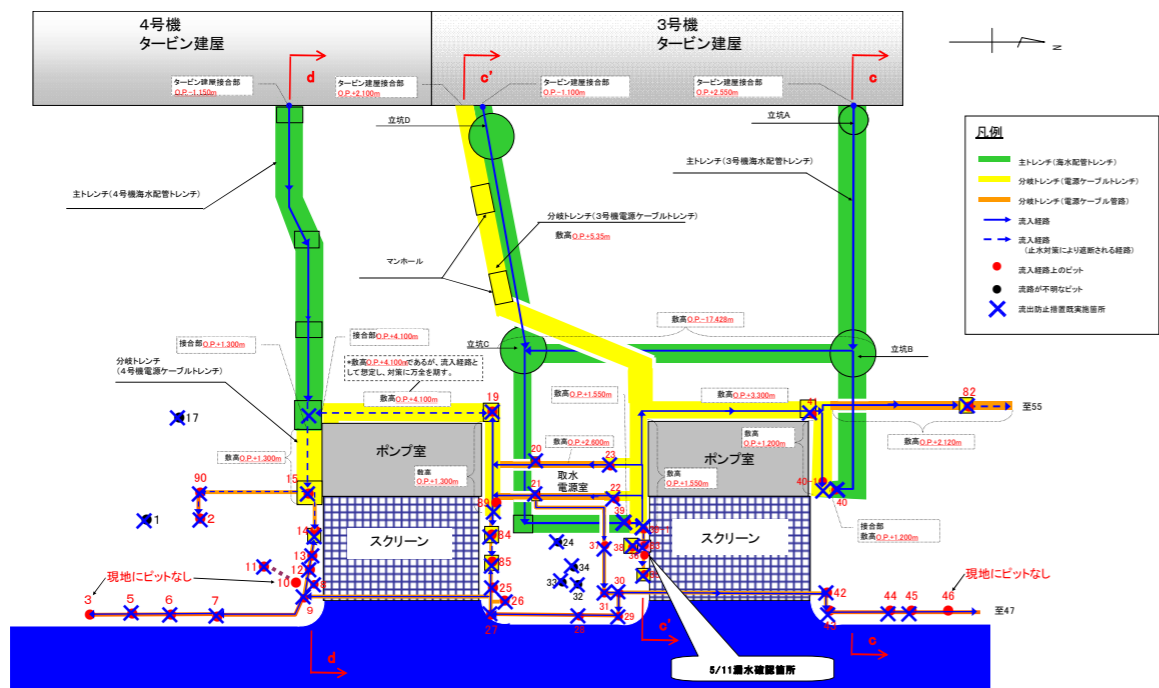 4号機
タービン建屋
3号機
タービン建屋
N
タービン建屋接合部
O.P.-1.150m
d
タービン建屋接合部
O.P.+2.100m
c'
タービン建屋接合部
O.P.-1.100m
タービン建屋接合部
O.P.+2.550m
c
立坑D
立坑A
主トレンチ(4号機海水配管トレンチ)
主トレンチ(3号機海水配管トレンチ)
分岐トレンチ(3号機電源ケーブルトレンチ)
敷高O.P.+5.35m
マンホール
凡例
主トレンチ(海水配管トレンチ)
分岐トレンチ(電源ケーブルトレンチ)
分岐トレンチ(電源ケーブル管路)
流入経路
流入経路
(止水対策により遮断される経路)
流入経路上のピット
流路が不明なピット
流出防止措置既実施箇所
敷高O.P.-17.428m
接合部O.P.+1.300m
接合部O.P.+4.100m
立坑C
立坑B
分岐トレンチ
(4号機電源ケーブルトレンチ)
*敷高O.P.+4.100mであるが、流入経路と
して想定し、対策に万全を期す。
敷高O.P.+4.100m
敷高O.P.+1.550m
敷高O.P.+3.300m
17
19
41
82
至55
敷高O.P.+2.120m
敷高O.P.+1.300m
ポンプ室
敷高
O.P.+1.300m
敷高O.P.+2.600m
20
23
取水
電源室
敷高
O.P.+1.200m
ポンプ室
敷高
O.P.+1.550m
90
15
21
22
89
40
40
1
2
14
84
39
接合部
敷高O.P.+1.200m
スクリーン
スクリーン
24
37
38
13
12
11
85
34
33
32
現地にピットなし
10
8
9
25
26
30
31
42
現地にピットなし
3
5
6
7
27
28
29
43
44
45
46
至47
d
c'
c
5/11漏水確認箇所